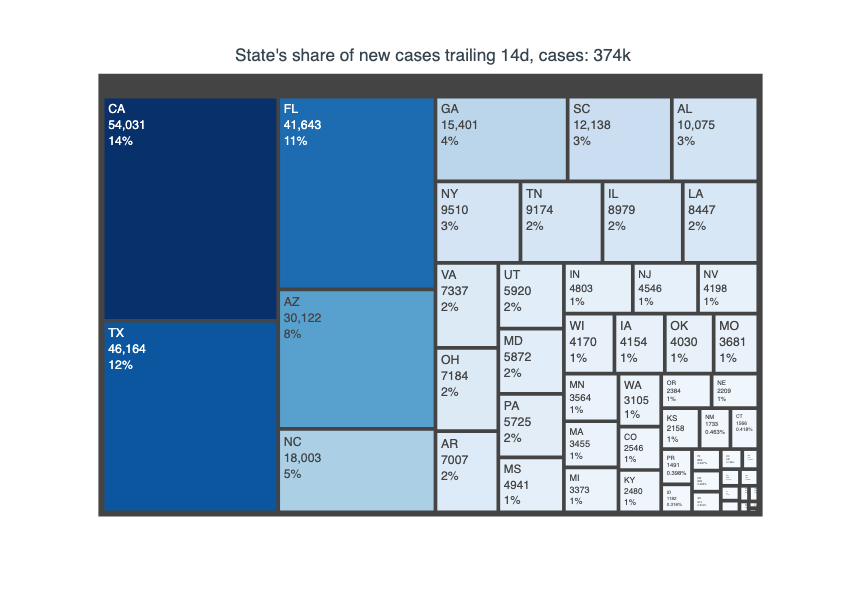 State's share of new cases trailing 14d, cases: 374k
CA
54,031
14%
TX
46,164
12%
FL
41,643
11%
AZ
30,122
8%
NC
18,003
5%
GA
15,401
4%
SC
12,138
3%
AL
10,075
3%
NY
9510
3%
TN
9174
2%
IL
8979
2%
LA
8447
2%
VA
7337
2%
OH
7184
2%
AR
7007
2%
UT
5920
2%
MD
5872
2%
PA
5725
2%
MS
4941
1%
IN
4803
1%
NJ
4546
1%
NV
4198
1%
WI
4170
1%
IA
4154
1%
OK
4030
1%
MO
3681
1%
MN
3564
1%
MA
3455
1%
MI
3373
1%
WA
3105
1%
CO
2546
1%
KY
2480
1%
OR
2384
1%
NE
2209
1%
KS
2158
1%
NM
1733
0.463%
CT
0.418%
PR
1491
0.398%
ID
1182
0.316%